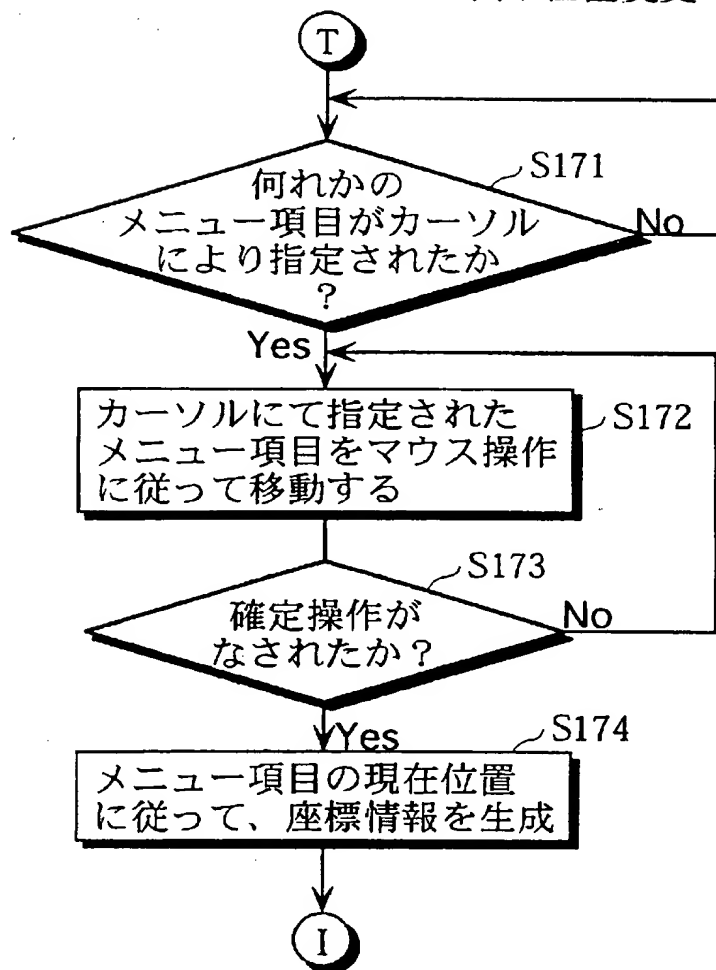 T
S171
何れかの
メニュー項目がカーソル
により指定されたか
?
No
Yes
カーソルにて指定された
メニュー項目をマウス操作
に従って移動する
S172
S173
確定操作が
なされたか?
No
Yes
S174
メニュー項目の現在位置
に従って、座標情報を生成
I